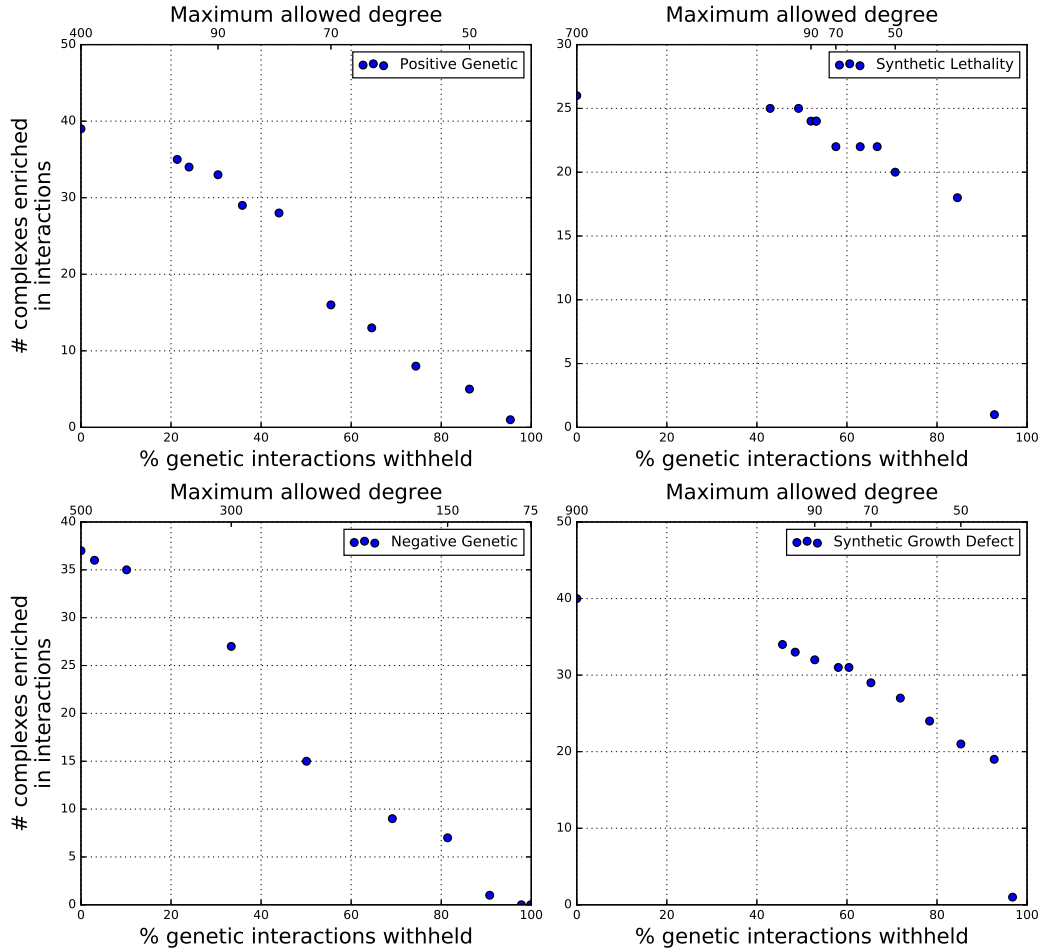 Maximum allowed degree
400 90 70 50
Positive Genetic
50
40
30
20
10
0
# complexes enriched
in interactions
0 20 40 60 80 100
% genetic interactions withheld
Maximum allowed degree
700 90 70 60 50
Synthetic Lethality
30
25
20
15
10
5
0
0 20 40 60 80 100
% genetic interactions withheld
Maximum allowed degree
500 300 150 75
Negative Genetic
40
35
30
25
20
15
10
5
0
# complexes enriched
in interactions
0 20 40 60 80 100
% genetic interactions withheld
Maximum allowed degree
900 90 70 50
Synthetic Growth Defect
50
40
30
20
10
0
0 20 40 60 80 100
% genetic interactions withheld